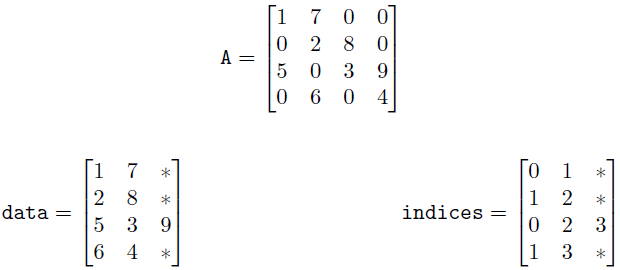 A = [1 7 0 0
0 2 8 0
5 0 3 9
0 6 0 4]
data = [1 7 *
2 8 *
5 3 9
6 4 *]
indices = [0 1 *
1 2 *
0 2 3
1 3 *]